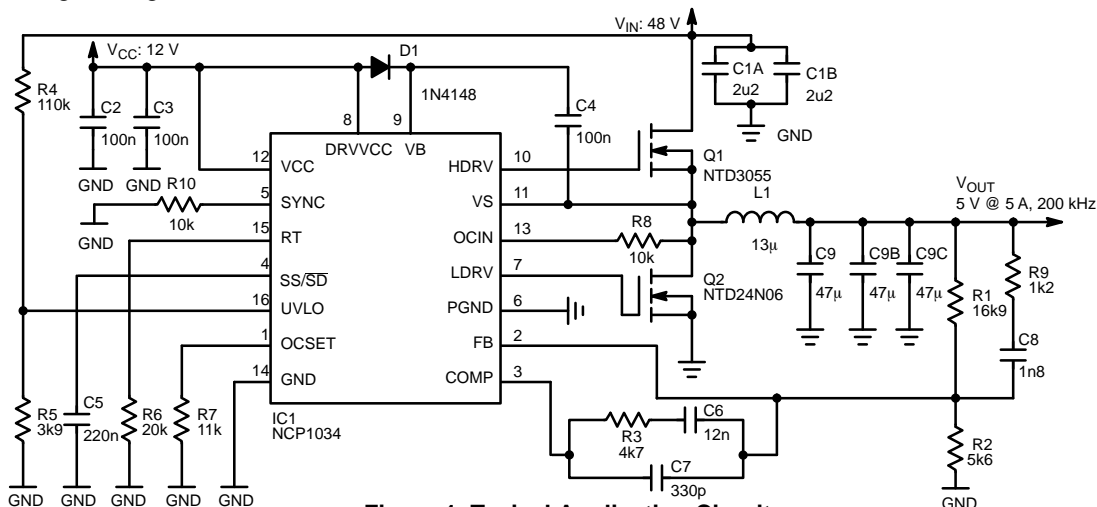 VIN: 48 V
VCC: 12 V
D1
1N4148
R4
110k
C2
100n
C3
100n
C4
100n
C1A
2u2
C1B
2u2
GND
8
9
DRVVCC
VB
GND
GND
12
VCC
HDRV
10
Q1
NTD3055
R10
10k
GND
5
SYNC
VS
11
L1
13μ
VOUT
5 V @ 5 A, 200 kHz
15
RT
OCIN
13
R8
10k
4
SS/SD
LDRV
7
Q2
NTD24N06
C9
47μ
C9B
47μ
C9C
47μ
R1
16k9
R9
1k2
16
UVLO
PGND
6
1
OCSET
FB
2
C8
1n8
14
GND
COMP
3
R5
3k9
C5
220n
R6
20k
R7
11k
IC1
NCP1034
R3
4k7
C6
12n
C7
330p
R2
5k6
GND
GND
GND
GND
GND
GND